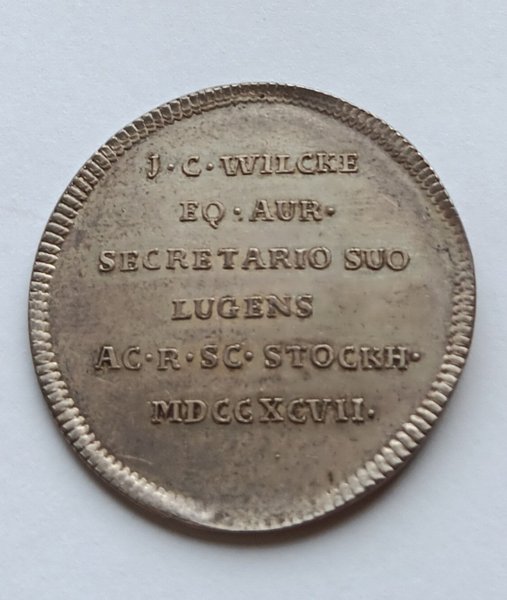 J · C · WILCKE
EQ · AUR ·
SECRETARIO SUO
LUGENS
AC · R · SC · STOCKH ·
MDCCXCVII.